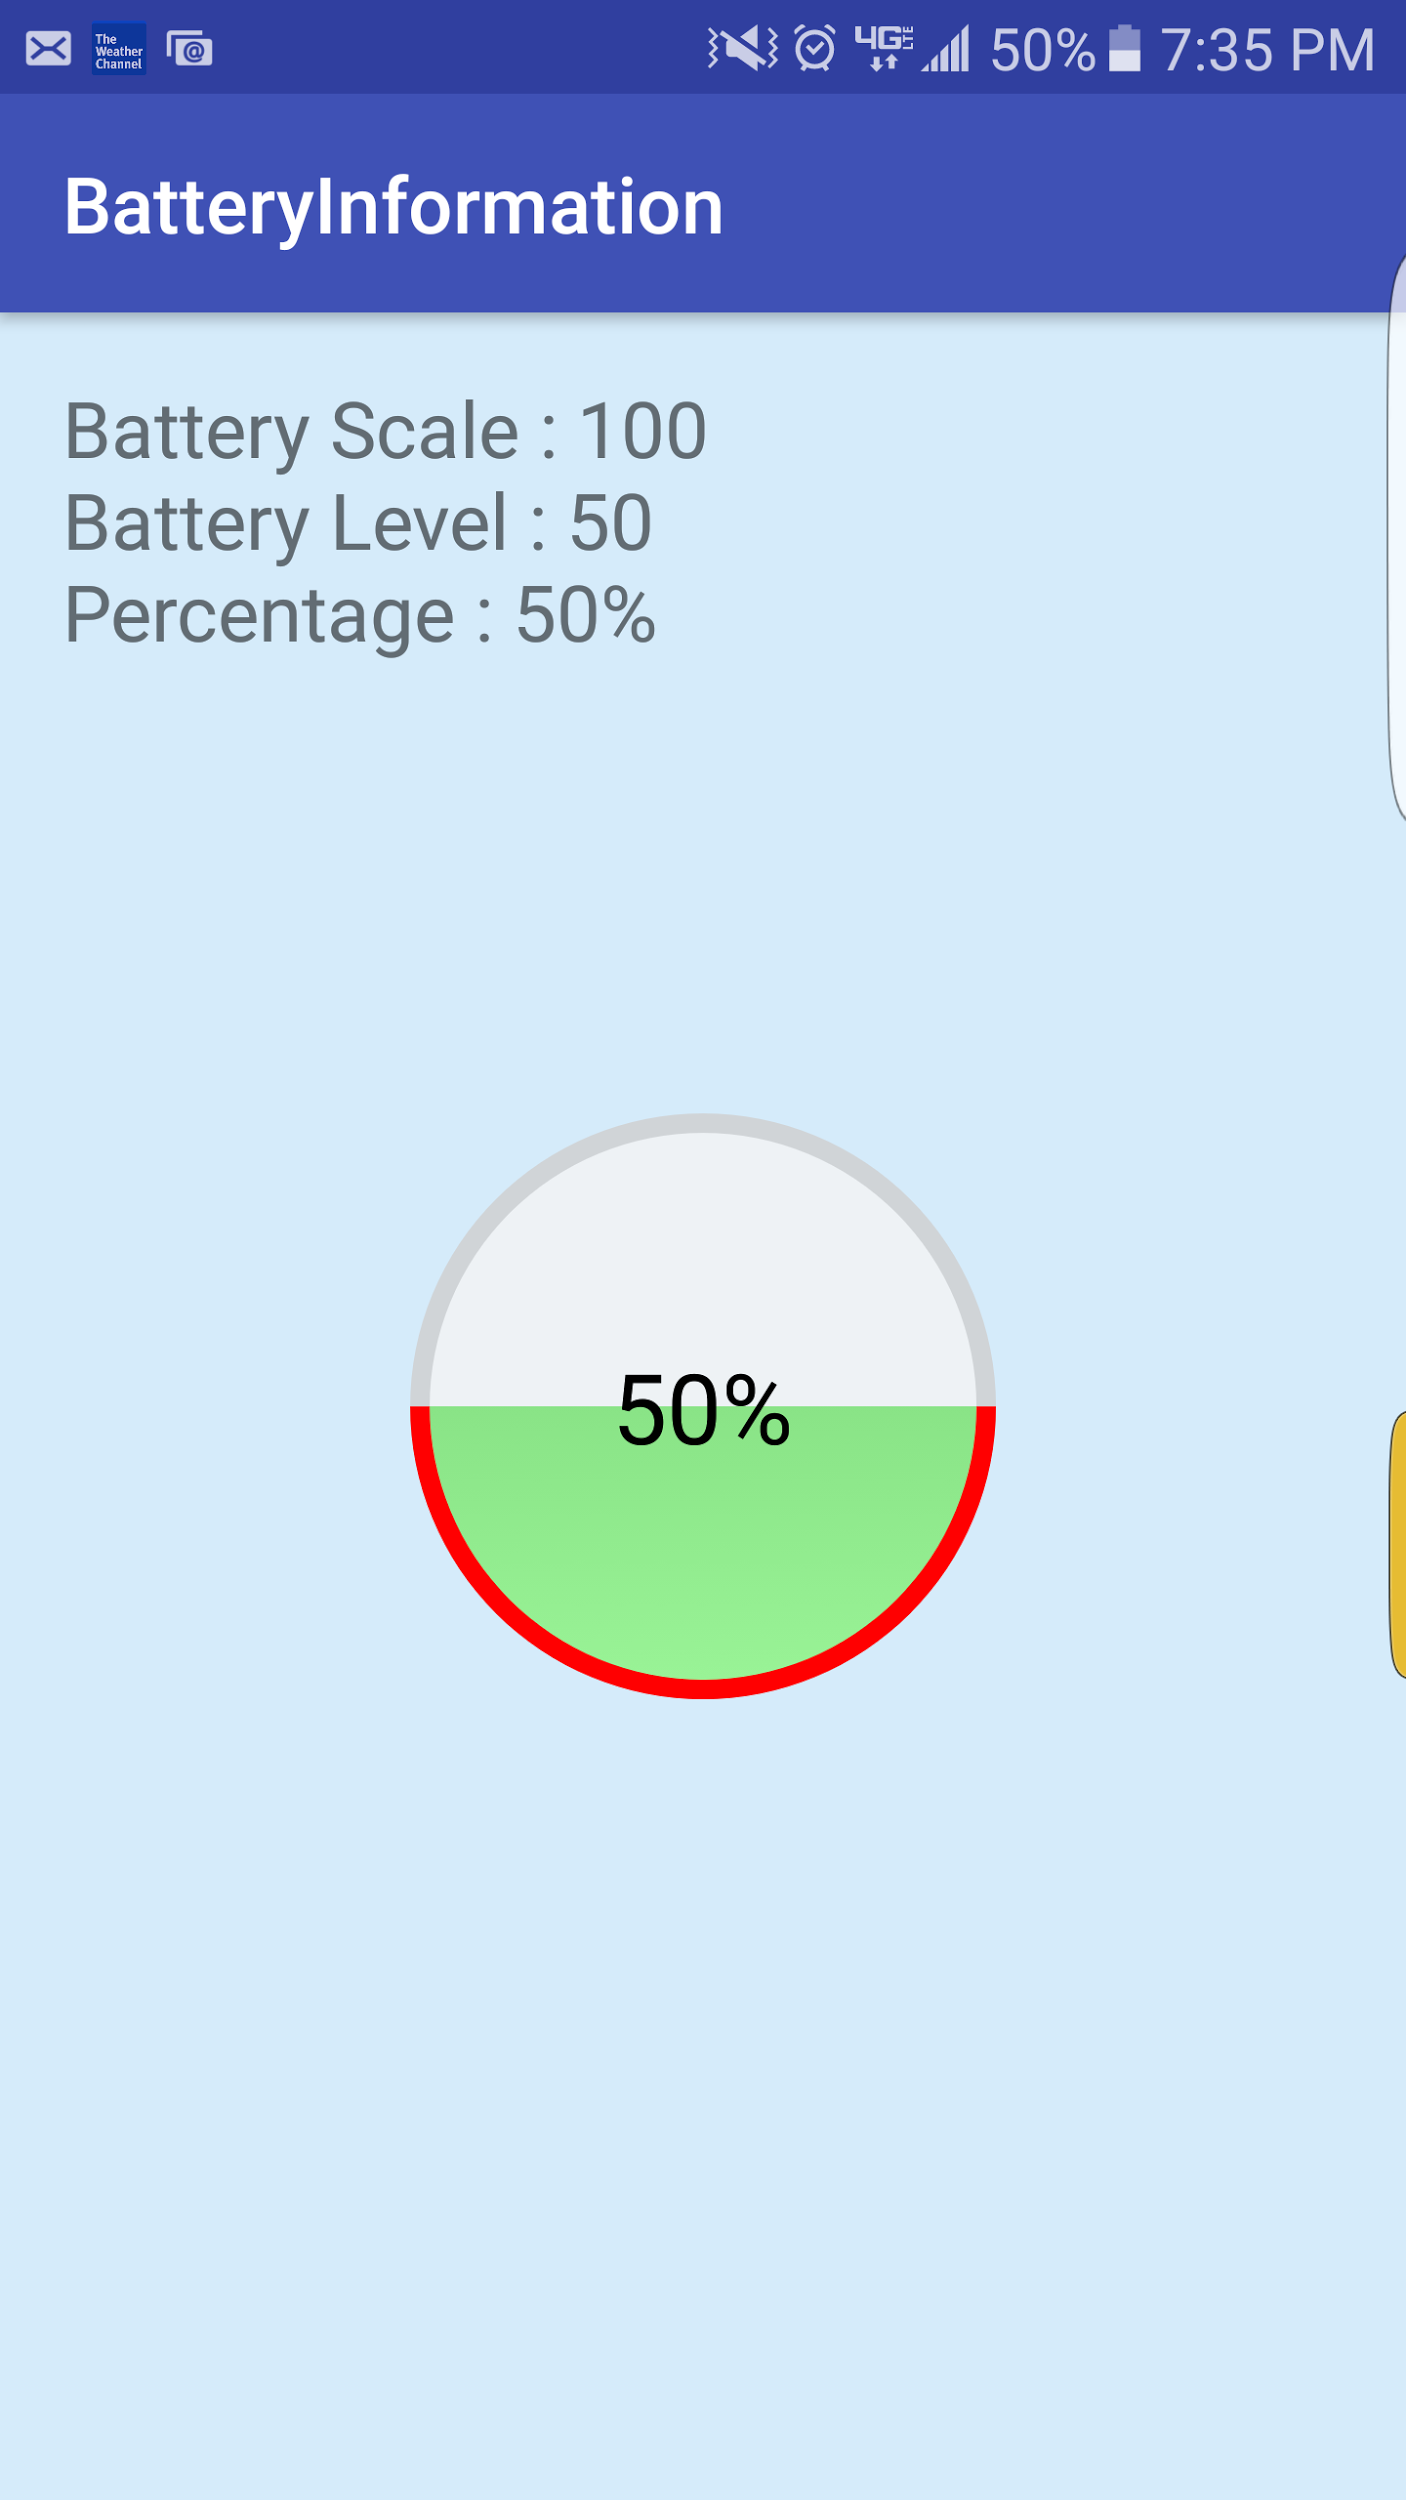 The
Weather
Channel
4G LTE 50% 7:35 PM
BatteryInformation
Battery Scale : 100
Battery Level : 50
Percentage : 50%
50%